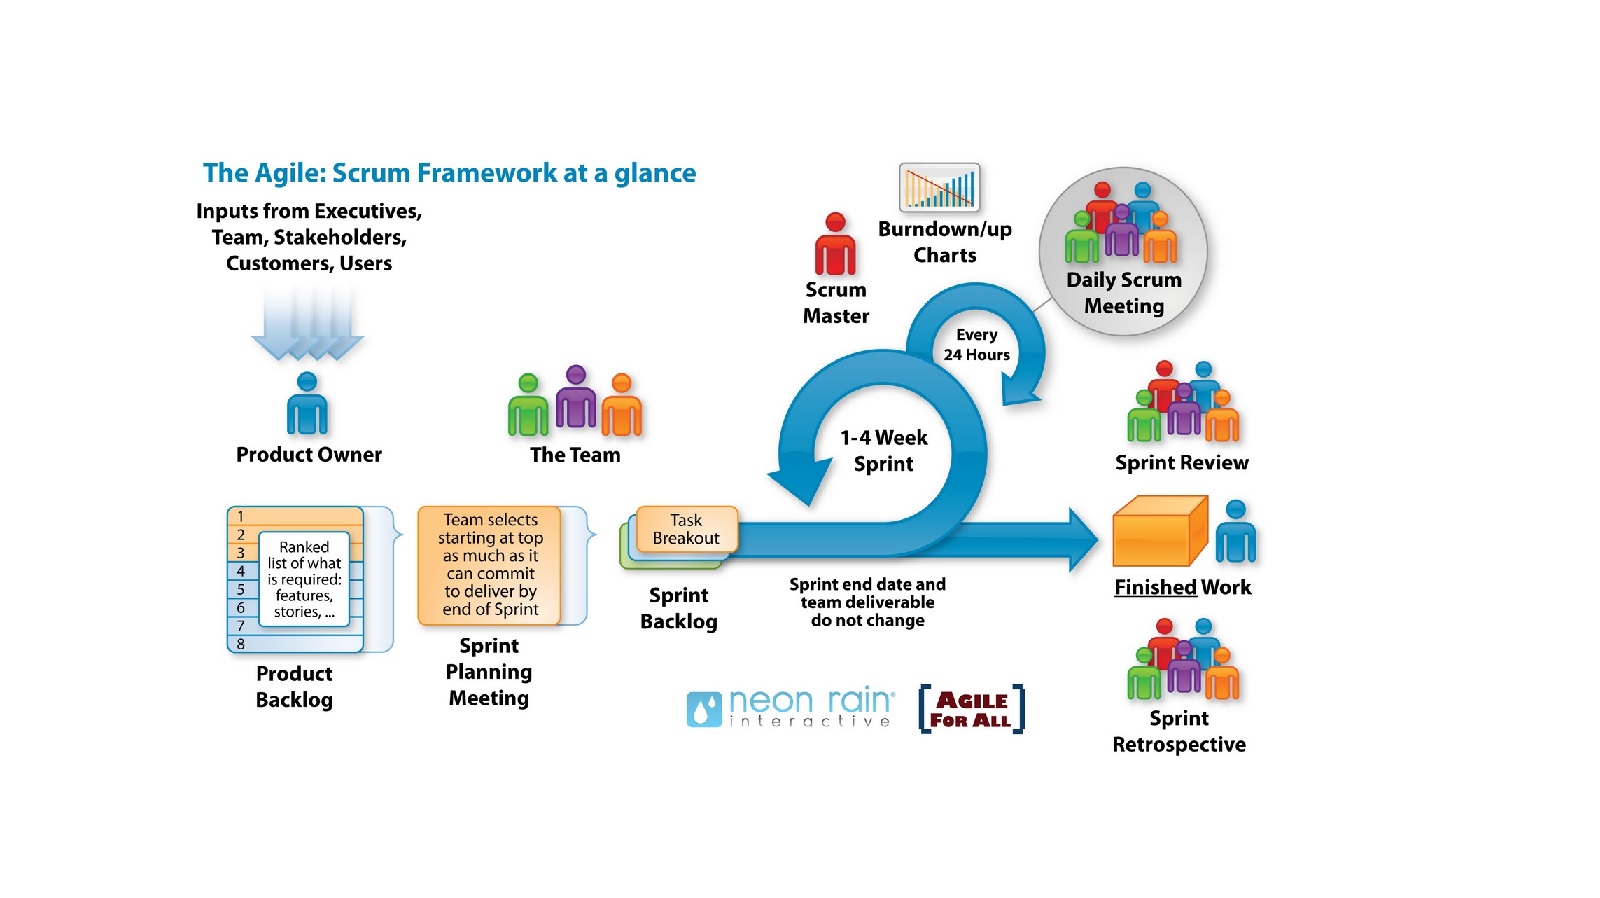 The Agile: Scrum Framework at a glance
Inputs from Executives,
Team, Stakeholders,
Customers, Users
Product Owner
The Team
1
2
3
4
5
6
7
8
Ranked
list of what
is required:
features,
stories, ...
Product
Backlog
Team selects
starting at top
as much as it
can commit
to deliver by
end of Sprint
Sprint
Planning
Meeting
Task
Breakout
Sprint
Backlog
Scrum
Master
Burndown/up
Charts
Every
24 Hours
1-4 Week
Sprint
Sprint end date and
team deliverable
do not change
Daily Scrum
Meeting
Sprint Review
Finished Work
Sprint
Retrospective
neon rain®
interactive
AGILE
FOR ALL